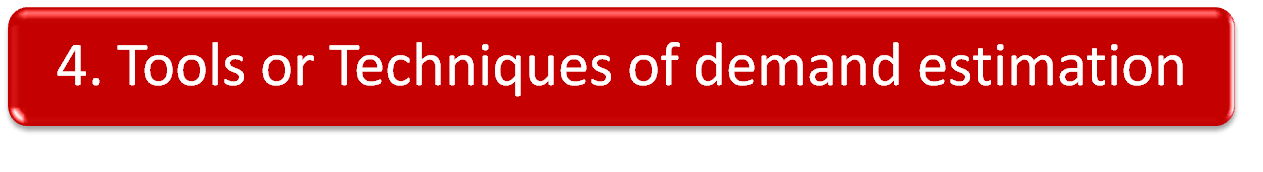 4. Tools or Techniques of demand estimation